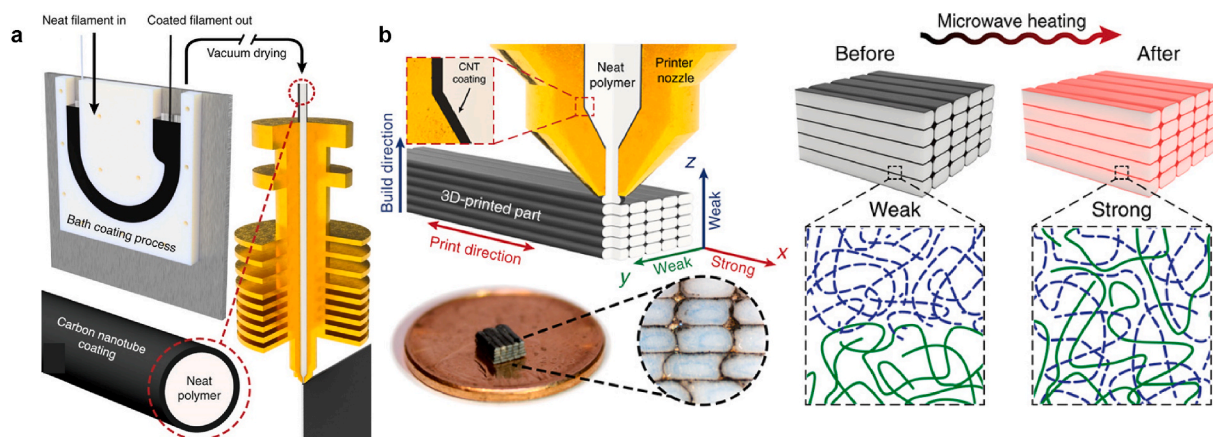 a
Neat filament in
Coated filament out
Vacuum drying
Bath coating process
Carbon nanotube
coating
Neat
polymer
b
CNT
coating
Neat
polymer
Printer
nozzle
Build direction
3D-printed part
Print direction
z
Weak
x
Strong
y
Weak
Microwave heating
Before
After
Weak
Strong